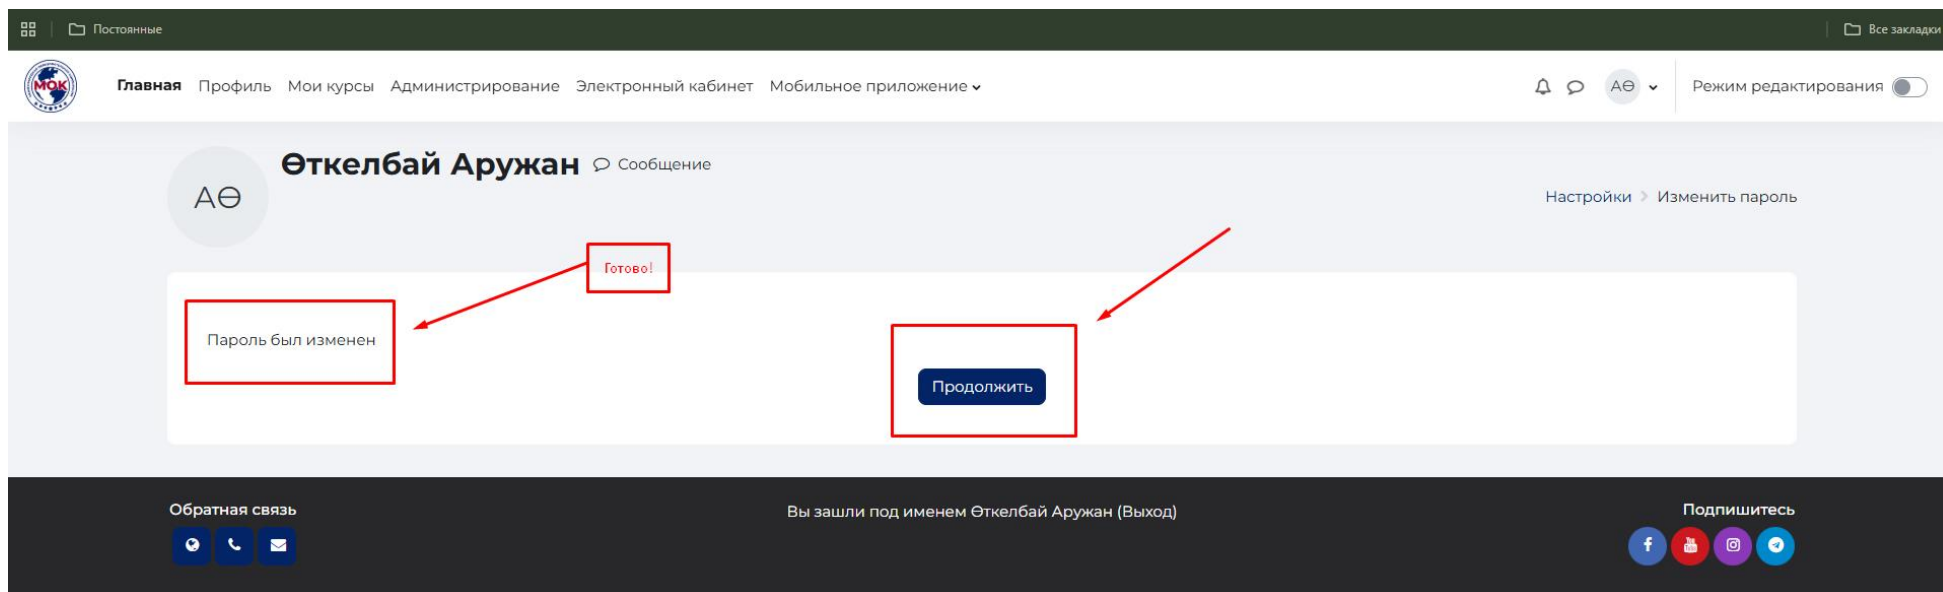 Постоянные
Все закладки
МОК
Главная Профиль Мои курсы Администрирование Электронный кабинет Мобильное приложение
АӨ
Режим редактирования
АӨ
Өткелбай Аружан Сообщение
Настройки > Изменить пароль
Готово!
Пароль был изменен
Продолжить
Обратная связь
Вы зашли под именем Өткелбай Аружан (Выход)
Подпишитесь